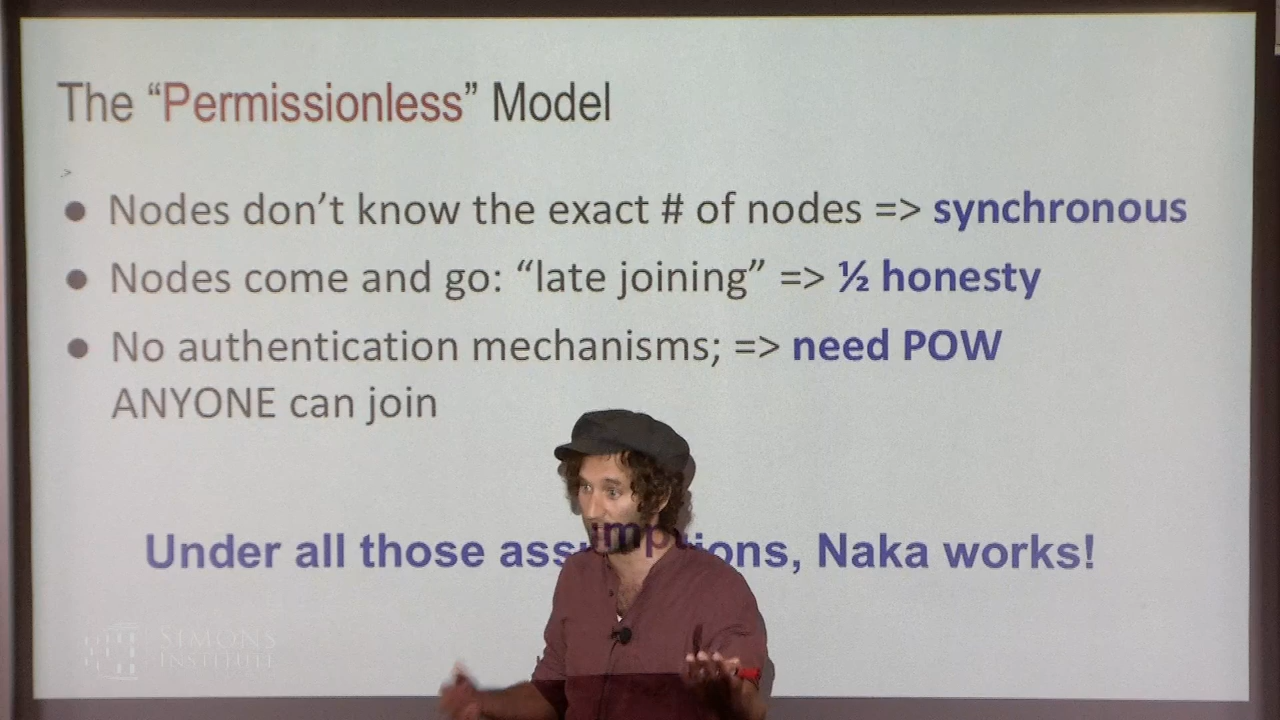 The “Permissionless” Model
.>
● Nodes don’t know the exact # of nodes => synchronous
● Nodes come and go: “late joining” => ½ honesty
● No authentication mechanisms; => need POW
ANYONE can join
Under all those assumptions, Naka works!
SIMONS
INSTITUTE